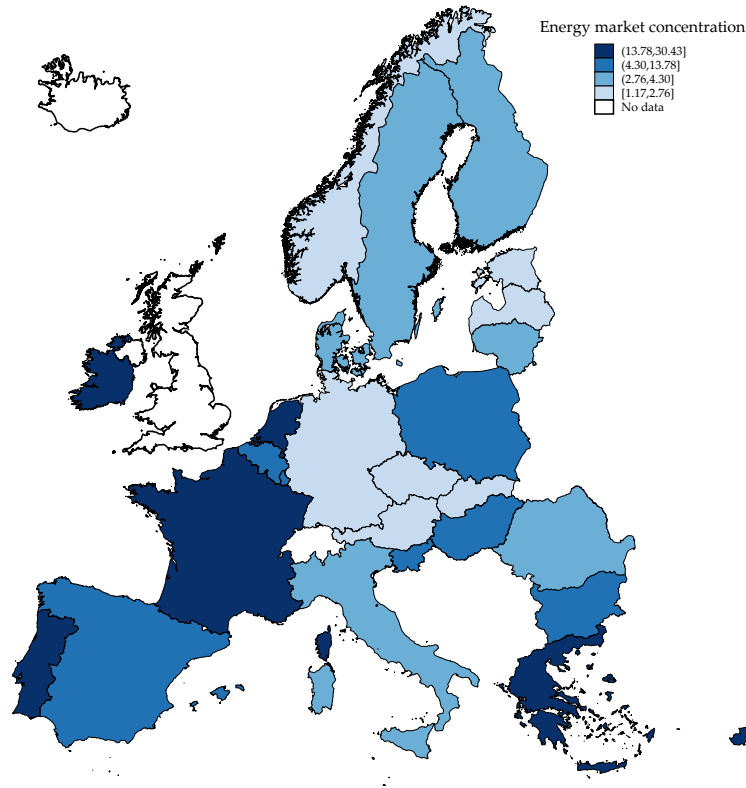 Energy market concentration
(13.78,30.43]
(4.30,13.78]
(2.76,4.30]
[1.17,2.76]
No data